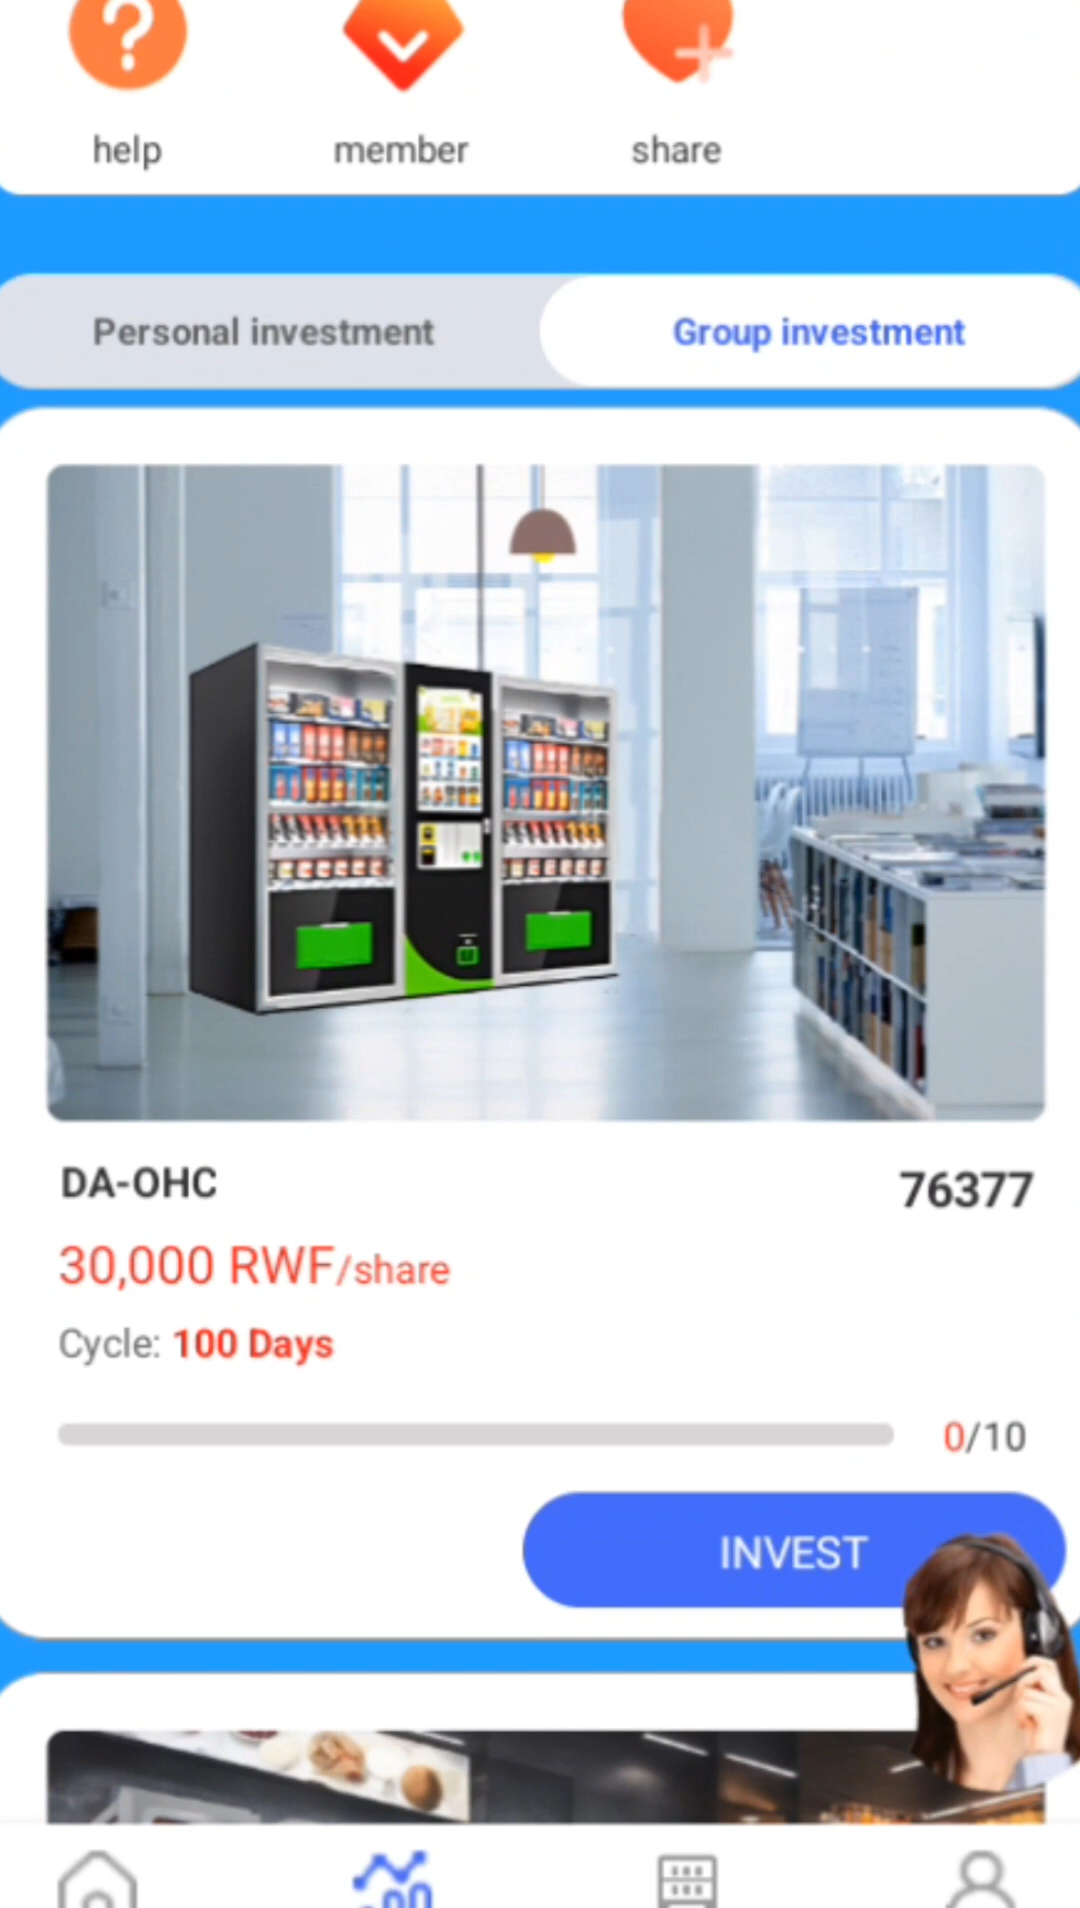 help
member
share
Personal investment
Group investment
DA-OHC
76377
30,000 RWF/share
Cycle: 100 Days
0/10
INVEST